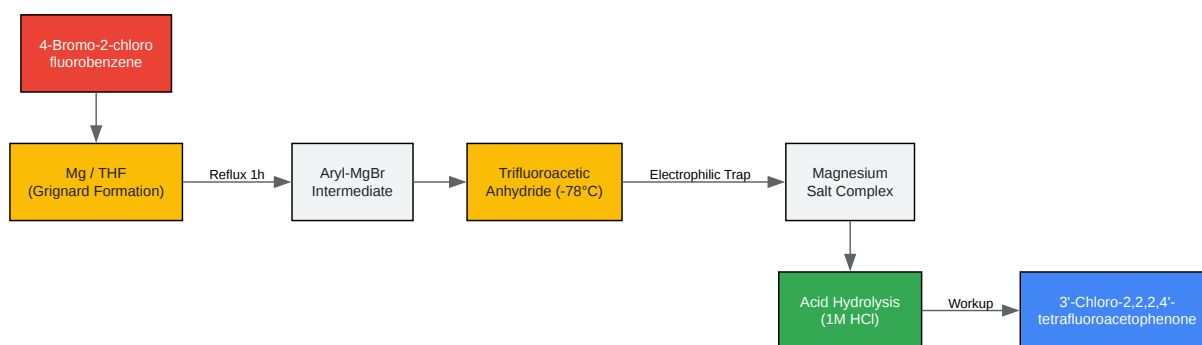 4-Bromo-2-chloro
fluorobenzene
Mg / THF
(Grignard Formation)
Reflux 1h
Aryl-MgBr
Intermediate
Trifluoroacetic
Anhydride (-78°C)
Electrophilic Trap
Magnesium
Salt Complex
Acid Hydrolysis
(1M HCl)
Workup
3'-Chloro-2,2,2,4'-
tetrafluoroacetophenone